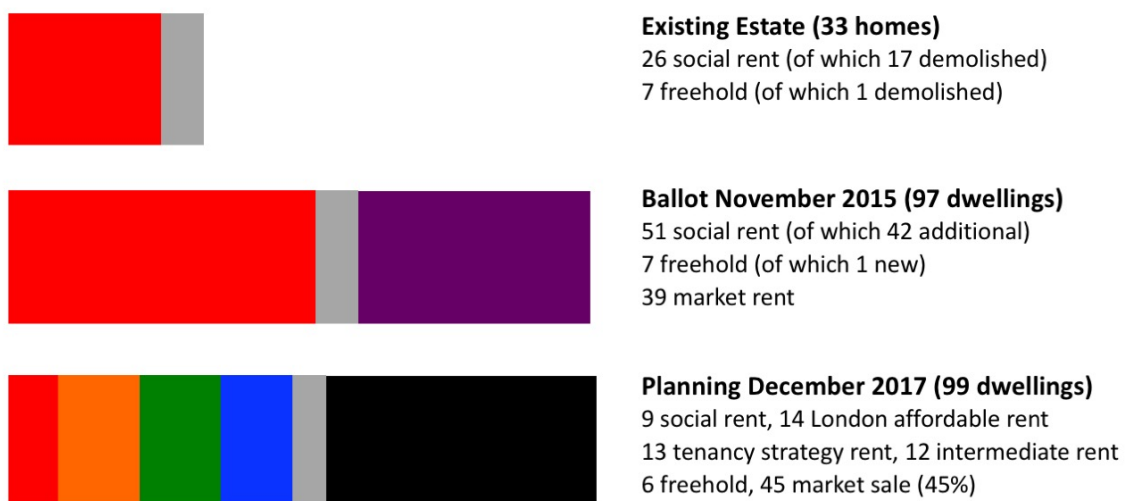 Existing Estate (33 homes)
26 social rent (of which 17 demolished)
7 freehold (of which 1 demolished)
Ballot November 2015 (97 dwellings)
51 social rent (of which 42 additional)
7 freehold (of which 1 new)
39 market rent
Planning December 2017 (99 dwellings)
9 social rent, 14 London affordable rent
13 tenancy strategy rent, 12 intermediate rent
6 freehold, 45 market sale (45%)